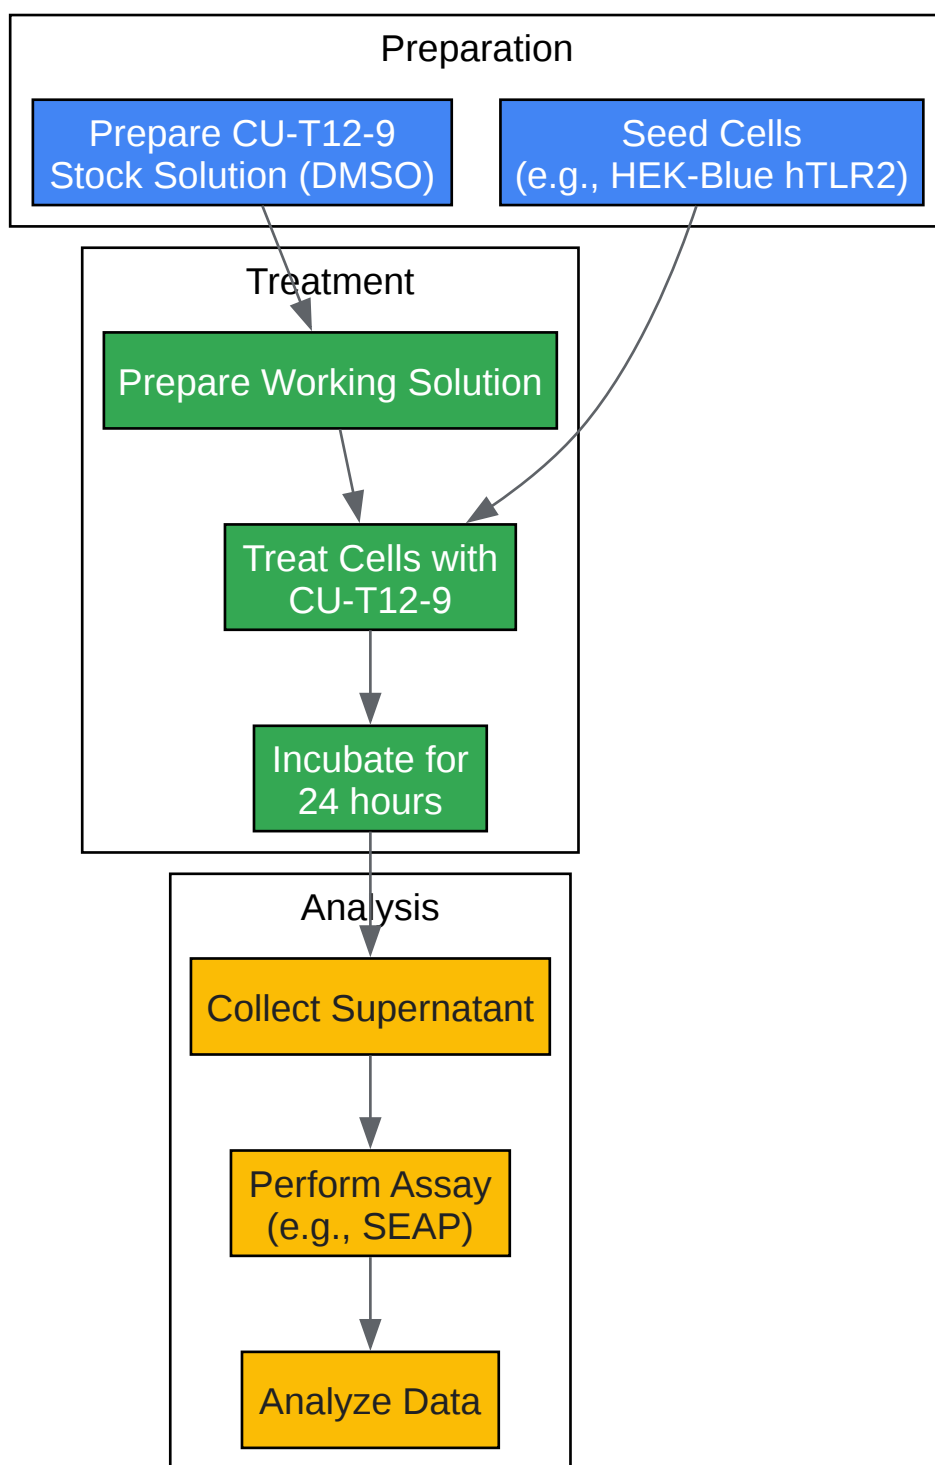 Preparation
Prepare CU-T12-9
Stock Solution (DMSO)
Seed Cells
(e.g., HEK-Blue hTLR2)
Treatment
Prepare Working Solution
Treat Cells with
CU-T12-9
Incubate for
24 hours
Analysis
Collect Supernatant
Perform Assay
(e.g., SEAP)
Analyze Data